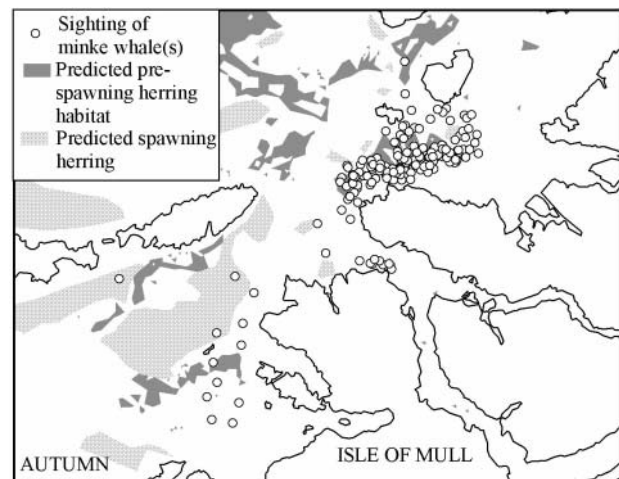 Sighting of
minke whale(s)
Predicted pre-
spawning herring
habitat
Predicted spawning
herring
AUTUMN
ISLE OF MULL